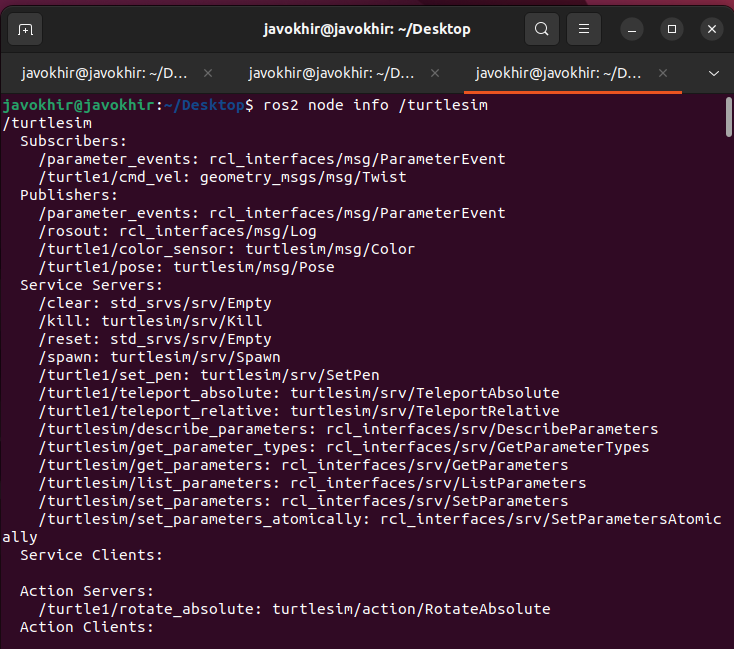 javokhir@javokhir: ~/Desktop
javokhir@javokhir: ~/D... × javokhir@javokhir: ~/D... × javokhir@javokhir: ~/D... ×
javokhir@javokhir:~/Desktop$ ros2 node info /turtlesim
/turtlesim
  Subscribers:
    /parameter_events: rcl_interfaces/msg/ParameterEvent
    /turtle1/cmd_vel: geometry_msgs/msg/Twist
  Publishers:
    /parameter_events: rcl_interfaces/msg/ParameterEvent
    /rosout: rcl_interfaces/msg/Log
    /turtle1/color_sensor: turtlesim/msg/Color
    /turtle1/pose: turtlesim/msg/Pose
  Service Servers:
    /clear: std_srvs/srv/Empty
    /kill: turtlesim/srv/Kill
    /reset: std_srvs/srv/Empty
    /spawn: turtlesim/srv/Spawn
    /turtle1/set_pen: turtlesim/srv/SetPen
    /turtle1/teleport_absolute: turtlesim/srv/TeleportAbsolute
    /turtle1/teleport_relative: turtlesim/srv/TeleportRelative
    /turtlesim/describe_parameters: rcl_interfaces/srv/DescribeParameters
    /turtlesim/get_parameter_types: rcl_interfaces/srv/GetParameterTypes
    /turtlesim/get_parameters: rcl_interfaces/srv/GetParameters
    /turtlesim/list_parameters: rcl_interfaces/srv/ListParameters
    /turtlesim/set_parameters: rcl_interfaces/srv/SetParameters
    /turtlesim/set_parameters_atomically: rcl_interfaces/srv/SetParametersAtomic
ally
  Service Clients:

  Action Servers:
    /turtle1/rotate_absolute: turtlesim/action/RotateAbsolute
  Action Clients: